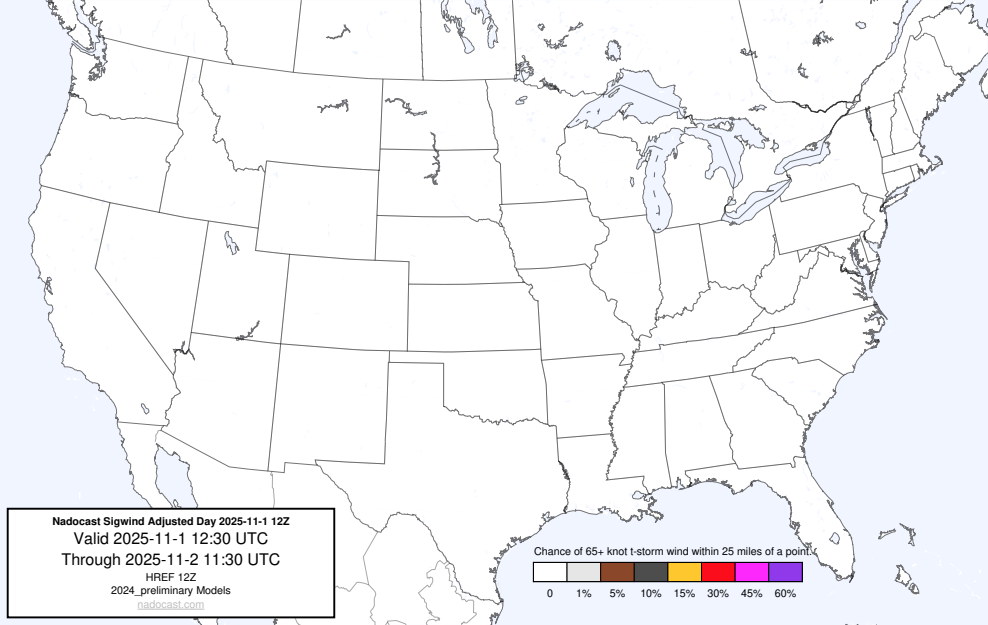 Nadocast Sigwind Adjusted Day 2025-11-1 12Z
Valid 2025-11-1 12:30 UTC
Through 2025-11-2 11:30 UTC
HREF 12Z
2024_preliminary Models
nadocast.com
Chance of 65+ knot t-storm wind within 25 miles of a point.
0 1% 5% 10% 15% 30% 45% 60%